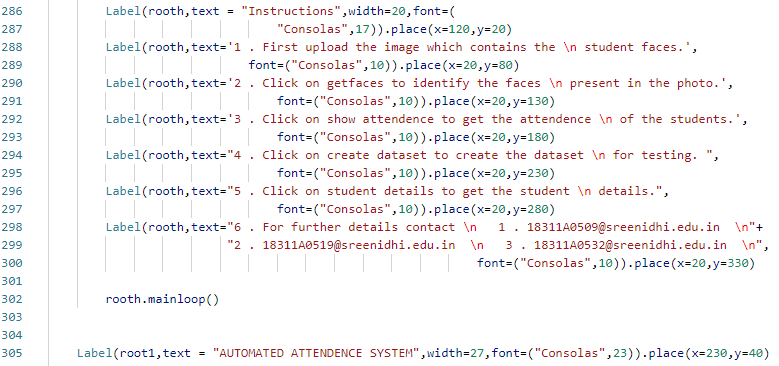 286 Label(rooth,text = "Instructions",width=20,font=(
287 "Consolas",17)).place(x=120,y=20)
288 Label(rooth,text='1 . First upload the image which contains the \n student faces.',
289 font=("Consolas",10)).place(x=20,y=80)
290 Label(rooth,text='2 . Click on getfaces to identify the faces \n present in the photo.',
291 font=("Consolas",10)).place(x=20,y=130)
292 Label(rooth,text='3 . Click on show attendence to get the attendence \n of the students.',
293 font=("Consolas",10)).place(x=20,y=180)
294 Label(rooth,text="4 . Click on create dataset to create the dataset \n for testing. ",
295 font=("Consolas",10)).place(x=20,y=230)
296 Label(rooth,text="5 . Click on student details to get the student \n details.",
297 font=("Consolas",10)).place(x=20,y=280)
298 Label(rooth,text="6 . For further details contact \n   1 . 18311A0509@sreenidhi.edu.in  \n"+
299 "2 . 18311A0519@sreenidhi.edu.in  \n   3 . 18311A0532@sreenidhi.edu.in  \n",
300 font=("Consolas",10)).place(x=20,y=330)
301
302 rooth.mainloop()
303
304
305 Label(root1,text = "AUTOMATED ATTENDENCE SYSTEM",width=27,font=("Consolas",23)).place(x=230,y=40)